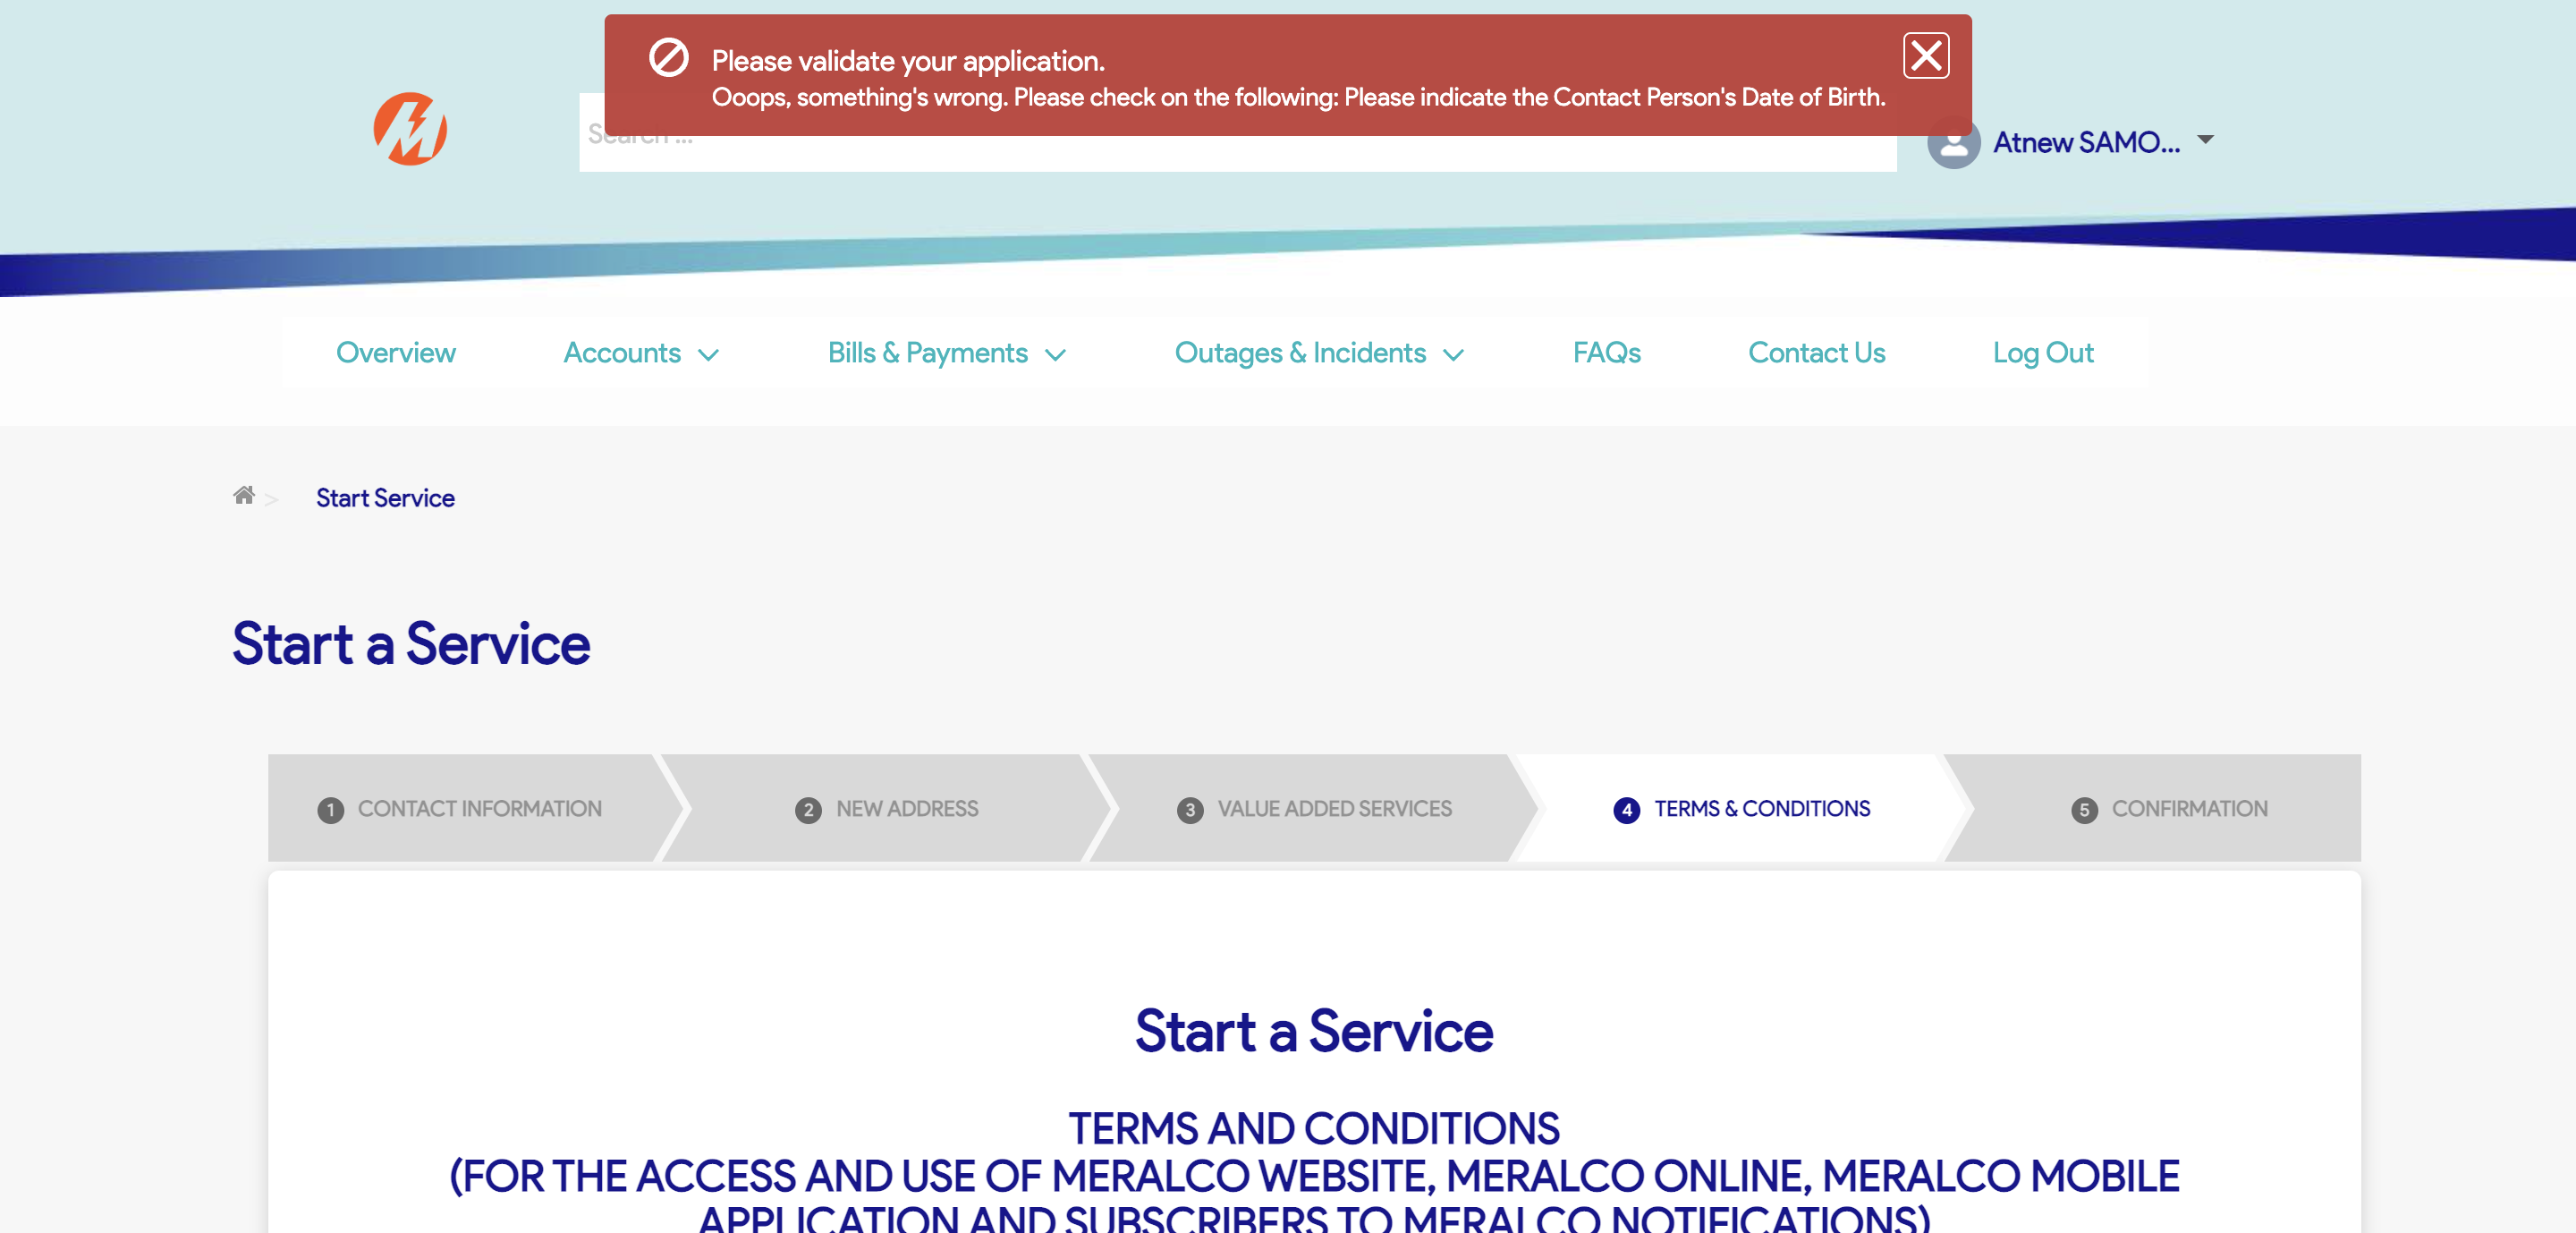 Please validate your application.
Ooops, something's wrong. Please check on the following: Please indicate the Contact Person's Date of Birth.
Search ...
Atnew SAMO...
Overview
Accounts
Bills & Payments
Outages & Incidents
FAQs
Contact Us
Log Out
> Start Service
Start a Service
1 CONTACT INFORMATION
2 NEW ADDRESS
3 VALUE ADDED SERVICES
4 TERMS & CONDITIONS
5 CONFIRMATION
Start a Service
TERMS AND CONDITIONS
(FOR THE ACCESS AND USE OF MERALCO WEBSITE, MERALCO ONLINE, MERALCO MOBILE
APPLICATION AND SUBSCRIBERS TO MERALCO NOTIFICATIONS)